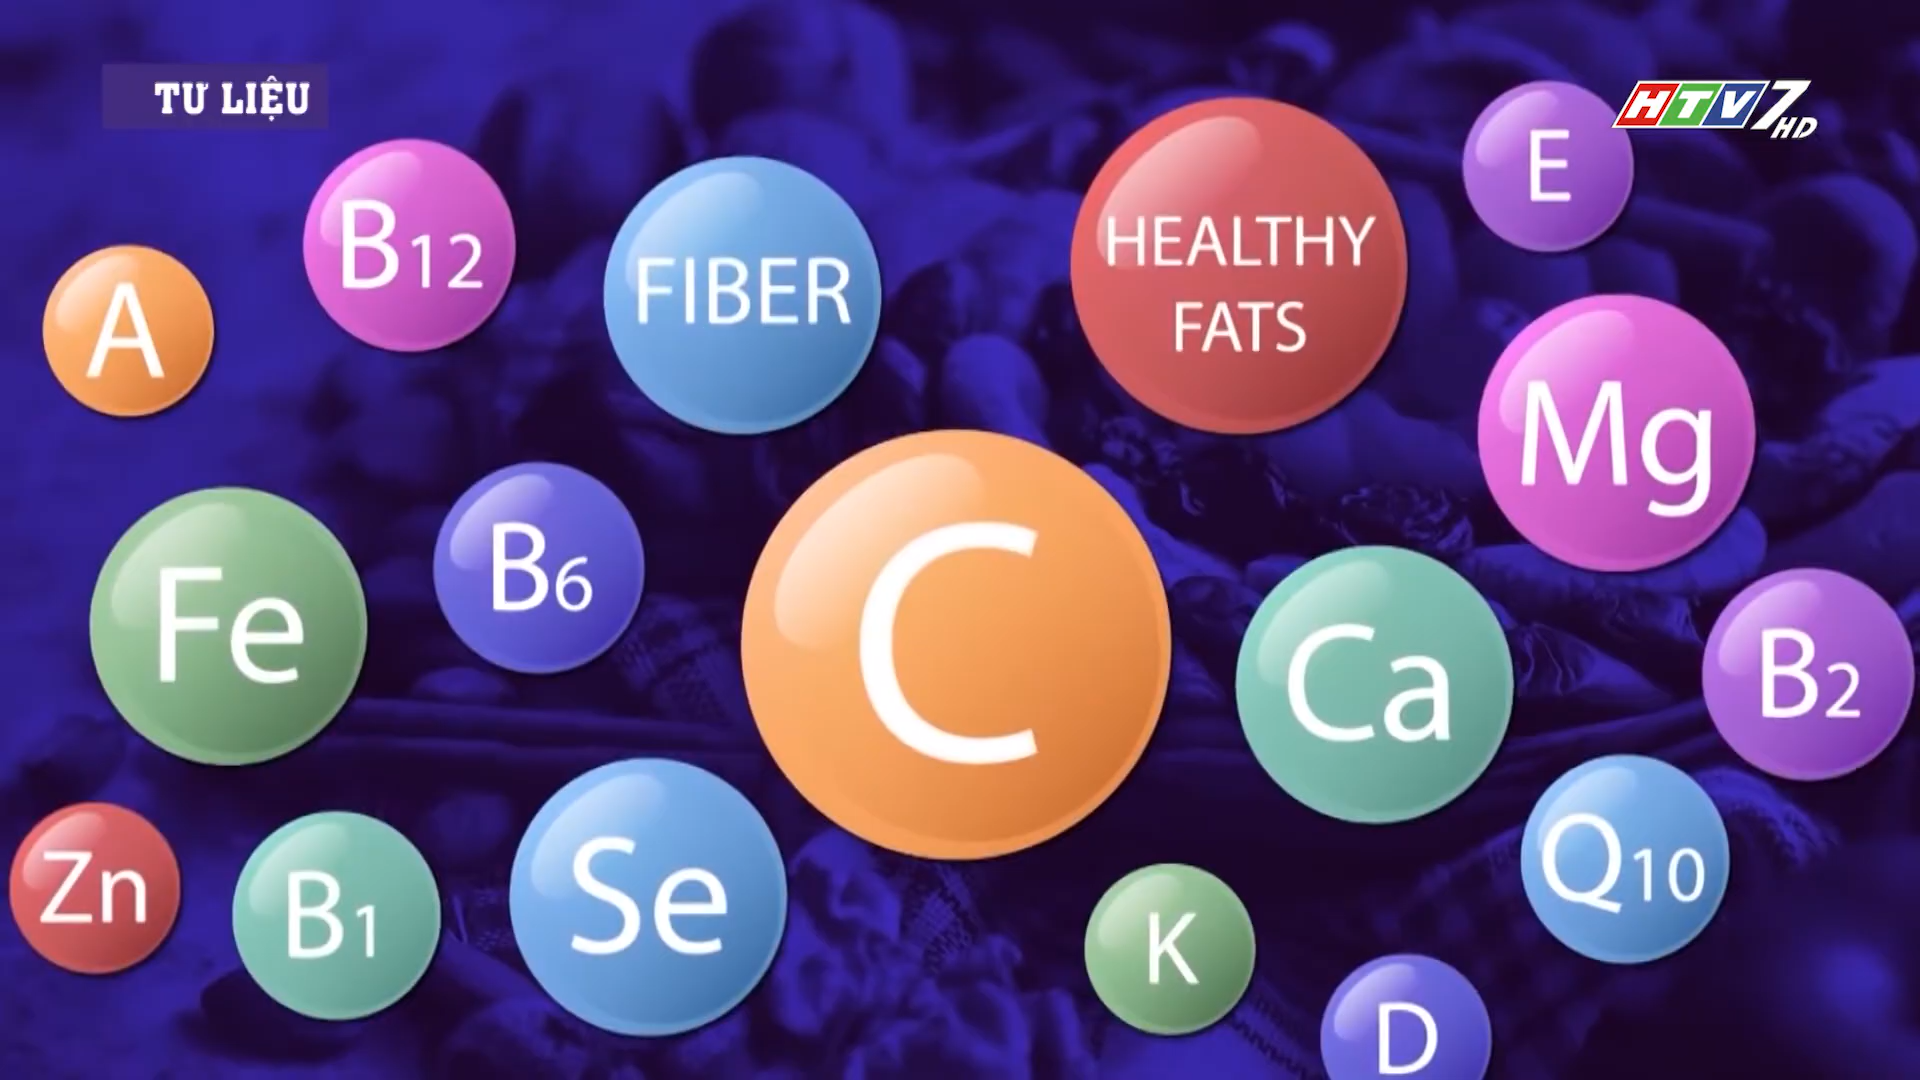 TƯ LIỆU
HTV7
HD
E
B12
FIBER
HEALTHY
FATS
A
Mg
Fe
B6
C
Ca
B2
Zn
B1
Se
K
Q10
D